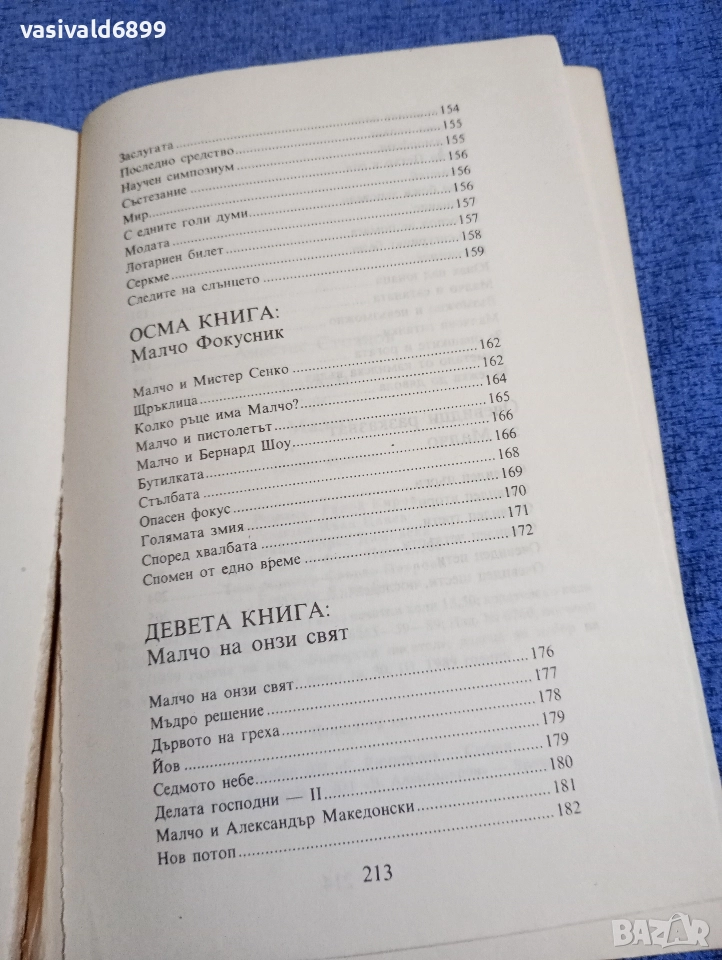 vasivald6899
Заслугата 154
Последно средство 155
Научен симпозиум 155
Състезание 156
Мир 156
С едните голи думи 156
Модата 157
Лотариен билет 157
Серкме 158
Следите на слънцето 159
ОСМА КНИГА:
Малчо Фокусник
Малчо и Мистер Сенко 162
Щръклица 162
Колко ръце има Малчо? 164
Малчо и пистолетът 165
Малчо и Бернард Шоу 166
Бутилката 166
Стълбата 168
Опасен фокус 169
Голямата змия 170
Според хвалбата 171
Спомен от едно време 172
ДЕВЕТА КНИГА:
Малчо на онзи свят
Малчо на онзи свят 176
Мъдро решение 177
Дървото на греха 178
Йов 179
Седмото небе 179
Делата господни — II 180
Малчо и Александър Македонски 181
Нов потоп 182
213
BAZAR